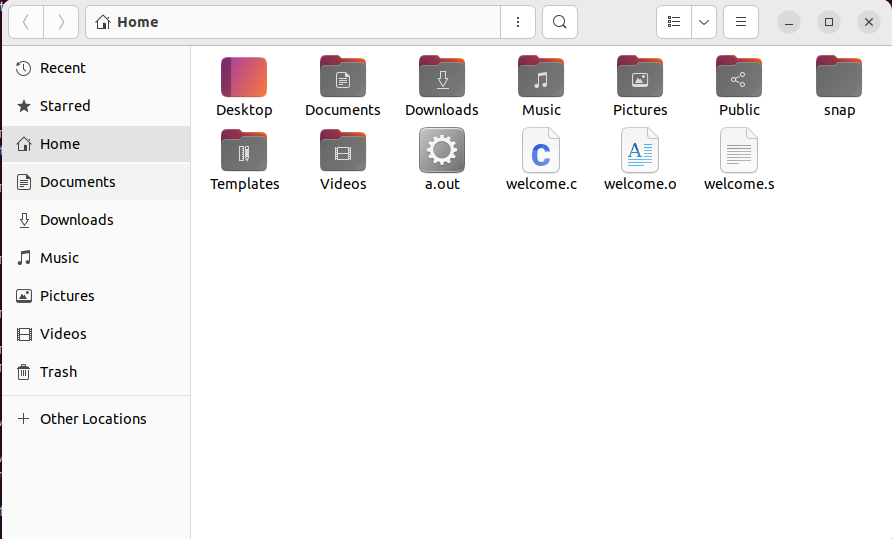 Home
Recent
Starred
Home
Documents
Downloads
Music
Pictures
Videos
Trash
Other Locations
Desktop Documents Downloads Music Pictures Public snap
Templates Videos a.out welcome.c welcome.o welcome.s